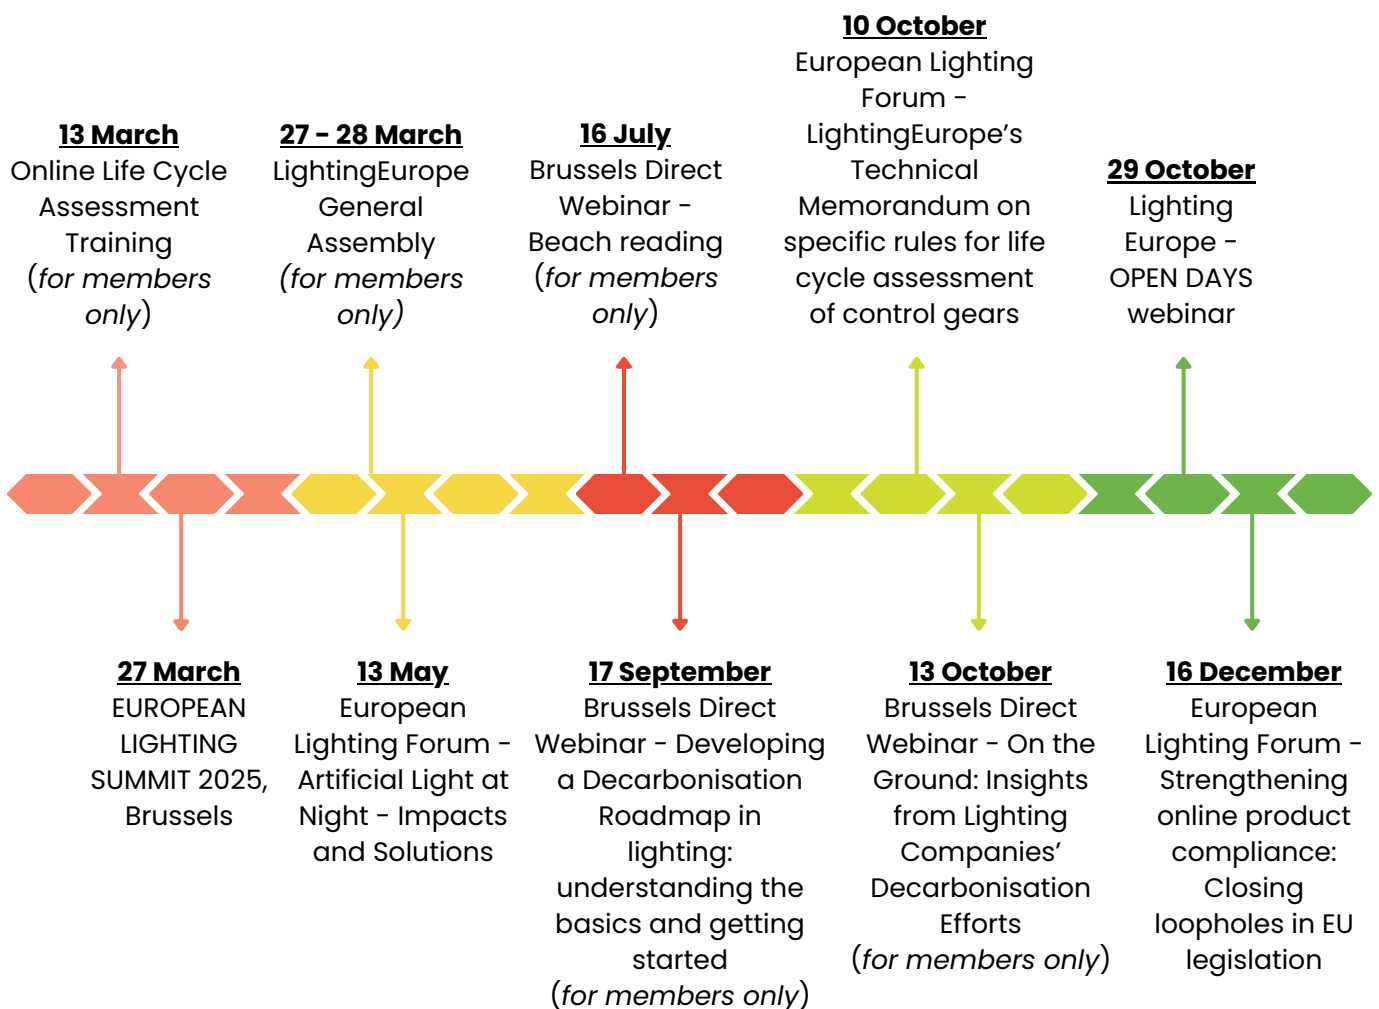 13 March
Online Life Cycle
Assessment
Training
(for members
only)
27 - 28 March
LightingEurope
General
Assembly
(for members
only)
16 July
Brussels Direct
Webinar -
Beach reading
(for members
only)
10 October
European Lighting
Forum -
LightingEurope’s
Technical
Memorandum on
specific rules for life
cycle assessment
of control gears
29 October
Lighting
Europe -
OPEN DAYS
webinar
27 March
EUROPEAN
LIGHTING
SUMMIT 2025,
Brussels
13 May
European
Lighting Forum -
Artificial Light at
Night - Impacts
and Solutions
17 September
Brussels Direct
Webinar - Developing
a Decarbonisation
Roadmap in
lighting:
understanding the
basics and getting
started
(for members only)
13 October
Brussels Direct
Webinar - On the
Ground: Insights
from Lighting
Companies’
Decarbonisation
Efforts
(for members only)
16 December
European
Lighting Forum -
Strengthening
online product
compliance:
Closing
loopholes in EU
legislation